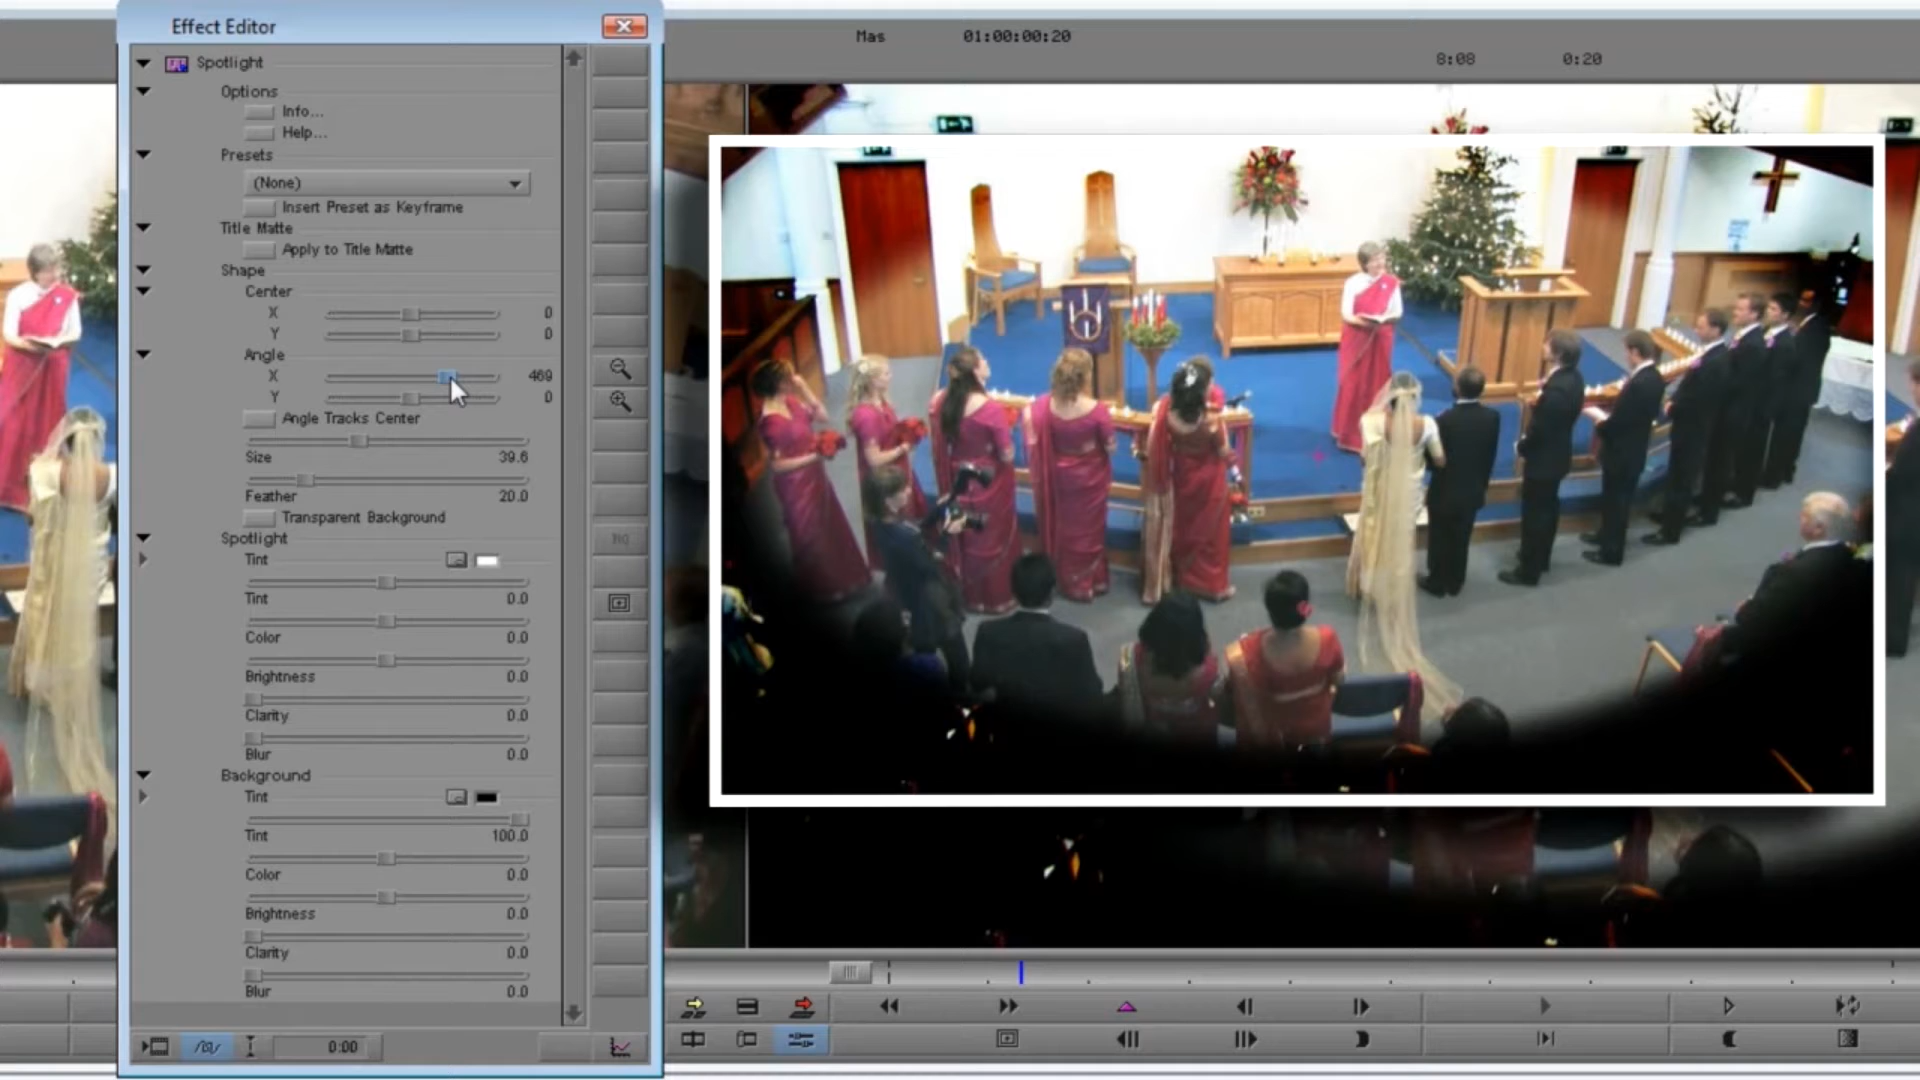 Effect Editor
Mas 01:00:00:20
8:08 0:20
Spotlight
Options
Info...
Help...
Presets
(None)
Insert Preset as Keyframe
Title Matte
Apply to Title Matte
Shape
Center
X 0
Y 0
Angle
X 469
Y 0
Angle Tracks Center
Size 39.6
Feather 20.0
Transparent Background
Spotlight
Tint
Tint 0.0
Color 0.0
Brightness 0.0
Clarity 0.0
Blur 0.0
Background
Tint
Tint 100.0
Color 0.0
Brightness 0.0
Clarity 0.0
Blur 0.0
0:00